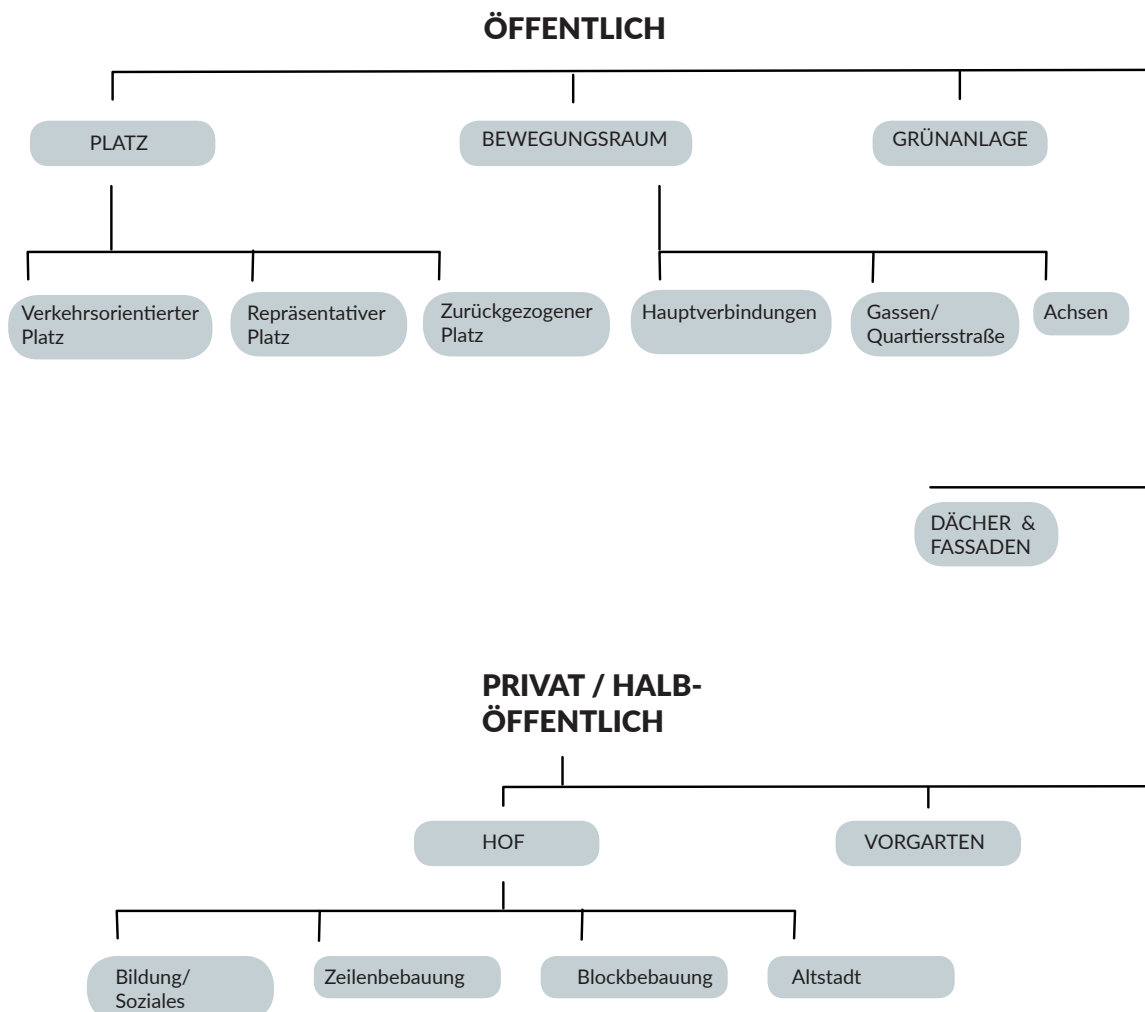 ÖFFENTLICH
PLATZ
BEWEGUNGSRAUM
GRÜNANLAGE
Verkehrsorientierter
Platz
Repräsentativer
Platz
Zurückgezogener
Platz
Hauptverbindungen
Gassen/
Quartiersstraße
Achsen
DÄCHER &
FASSADEN
PRIVAT / HALB-
ÖFFENTLICH
HOF
VORGARTEN
Bildung/
Soziales
Zeilenbebauung
Blockbebauung
Altstadt